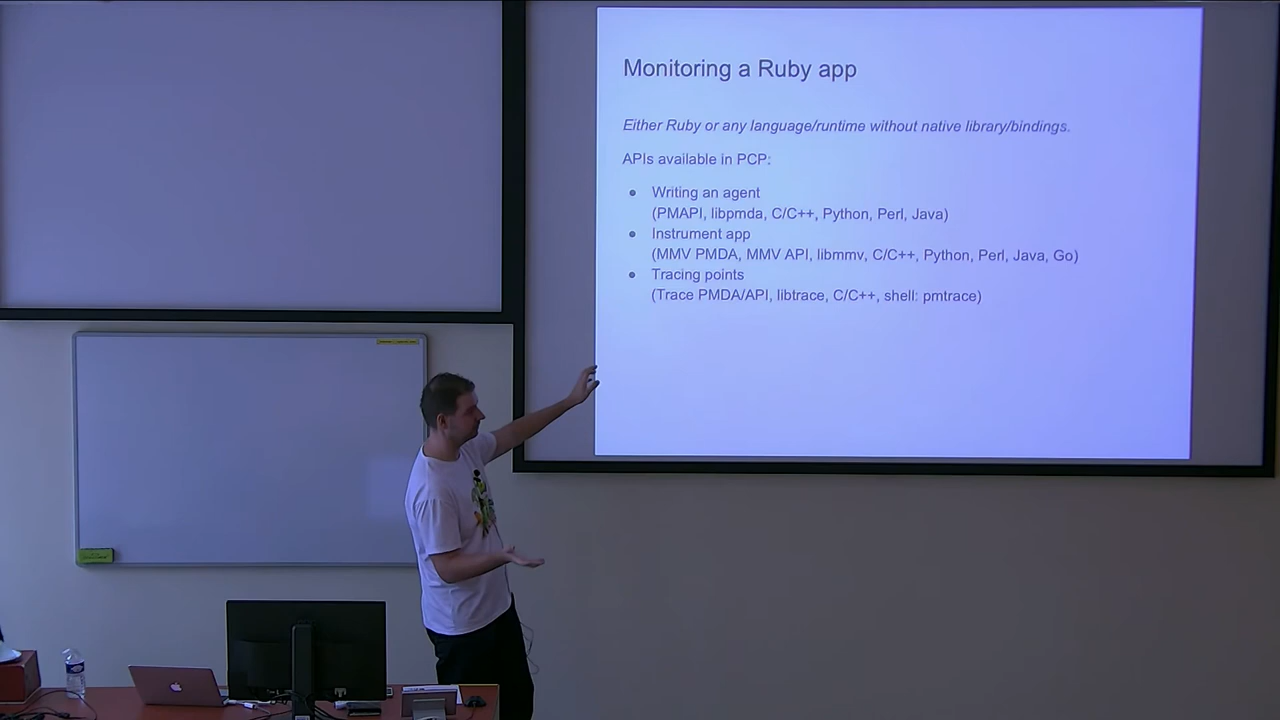 Monitoring a Ruby app
Either Ruby or any language/runtime without native library/bindings.
APIs available in PCP:
● Writing an agent
(PMAPI, libpmda, C/C++, Python, Perl, Java)
● Instrument app
(MMV PMDA, MMV API, libmmv, C/C++, Python, Perl, Java, Go)
● Tracing points
(Trace PMDA/API, libtrace, C/C++, shell: pmtrace)